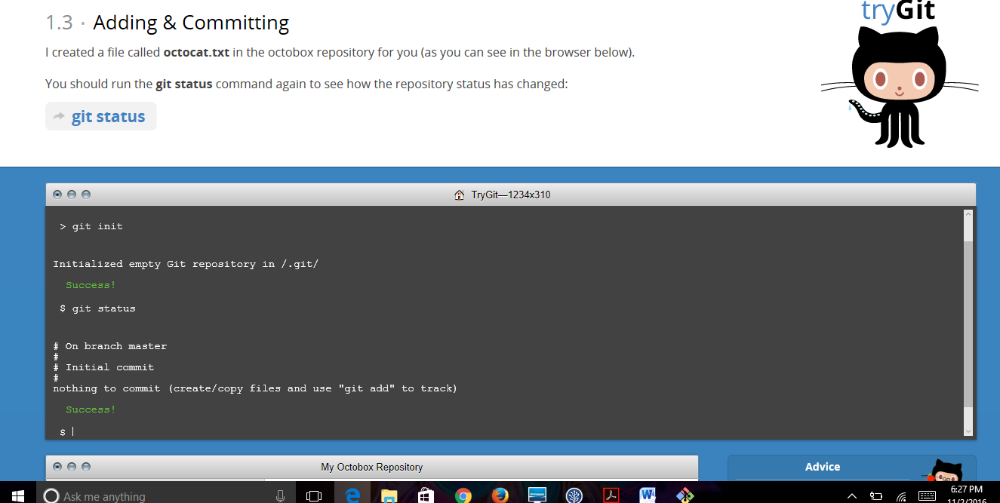 tryGit
1.3 · Adding & Committing
I created a file called octocat.txt in the octobox repository for you (as you can see in the browser below).
You should run the git status command again to see how the repository status has changed:
git status
TryGit—1234x310
> git init
Initialized empty Git repository in /.git/
Success!
$ git status
# On branch master
#
# Initial commit
#
nothing to commit (create/copy files and use "git add" to track)
Success!
$
My Octobox Repository
Advice
Ask me anything
6:27 PM
11/2/2016